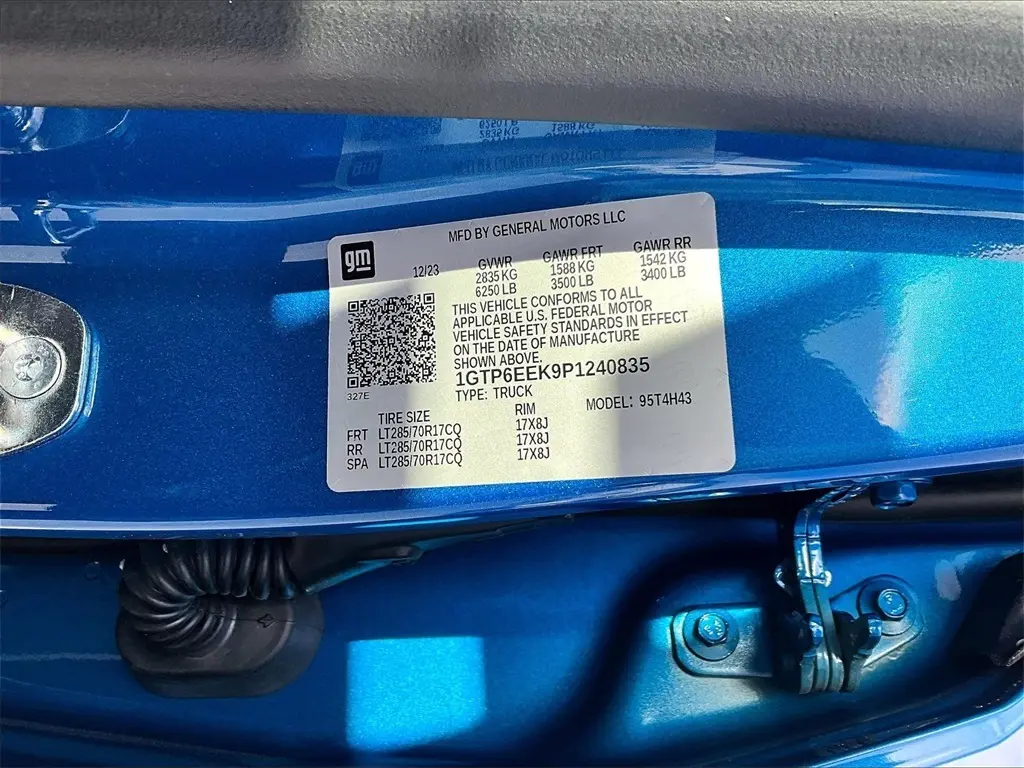 MFD BY GENERAL MOTORS LLC
gm
12/23
GVWR GAWR FRT GAWR RR
2835 KG 1588 KG 1542 KG
6250 LB 3500 LB 3400 LB
THIS VEHICLE CONFORMS TO ALL
APPLICABLE U.S. FEDERAL MOTOR
VEHICLE SAFETY STANDARDS IN EFFECT
ON THE DATE OF MANUFACTURE
SHOWN ABOVE.
1GTP6EEK9P1240835
327E
TYPE: TRUCK MODEL: 95T4H43
TIRE SIZE RIM
FRT LT285/70R17CQ 17X8J
RR LT285/70R17CQ 17X8J
SPA LT285/70R17CQ 17X8J